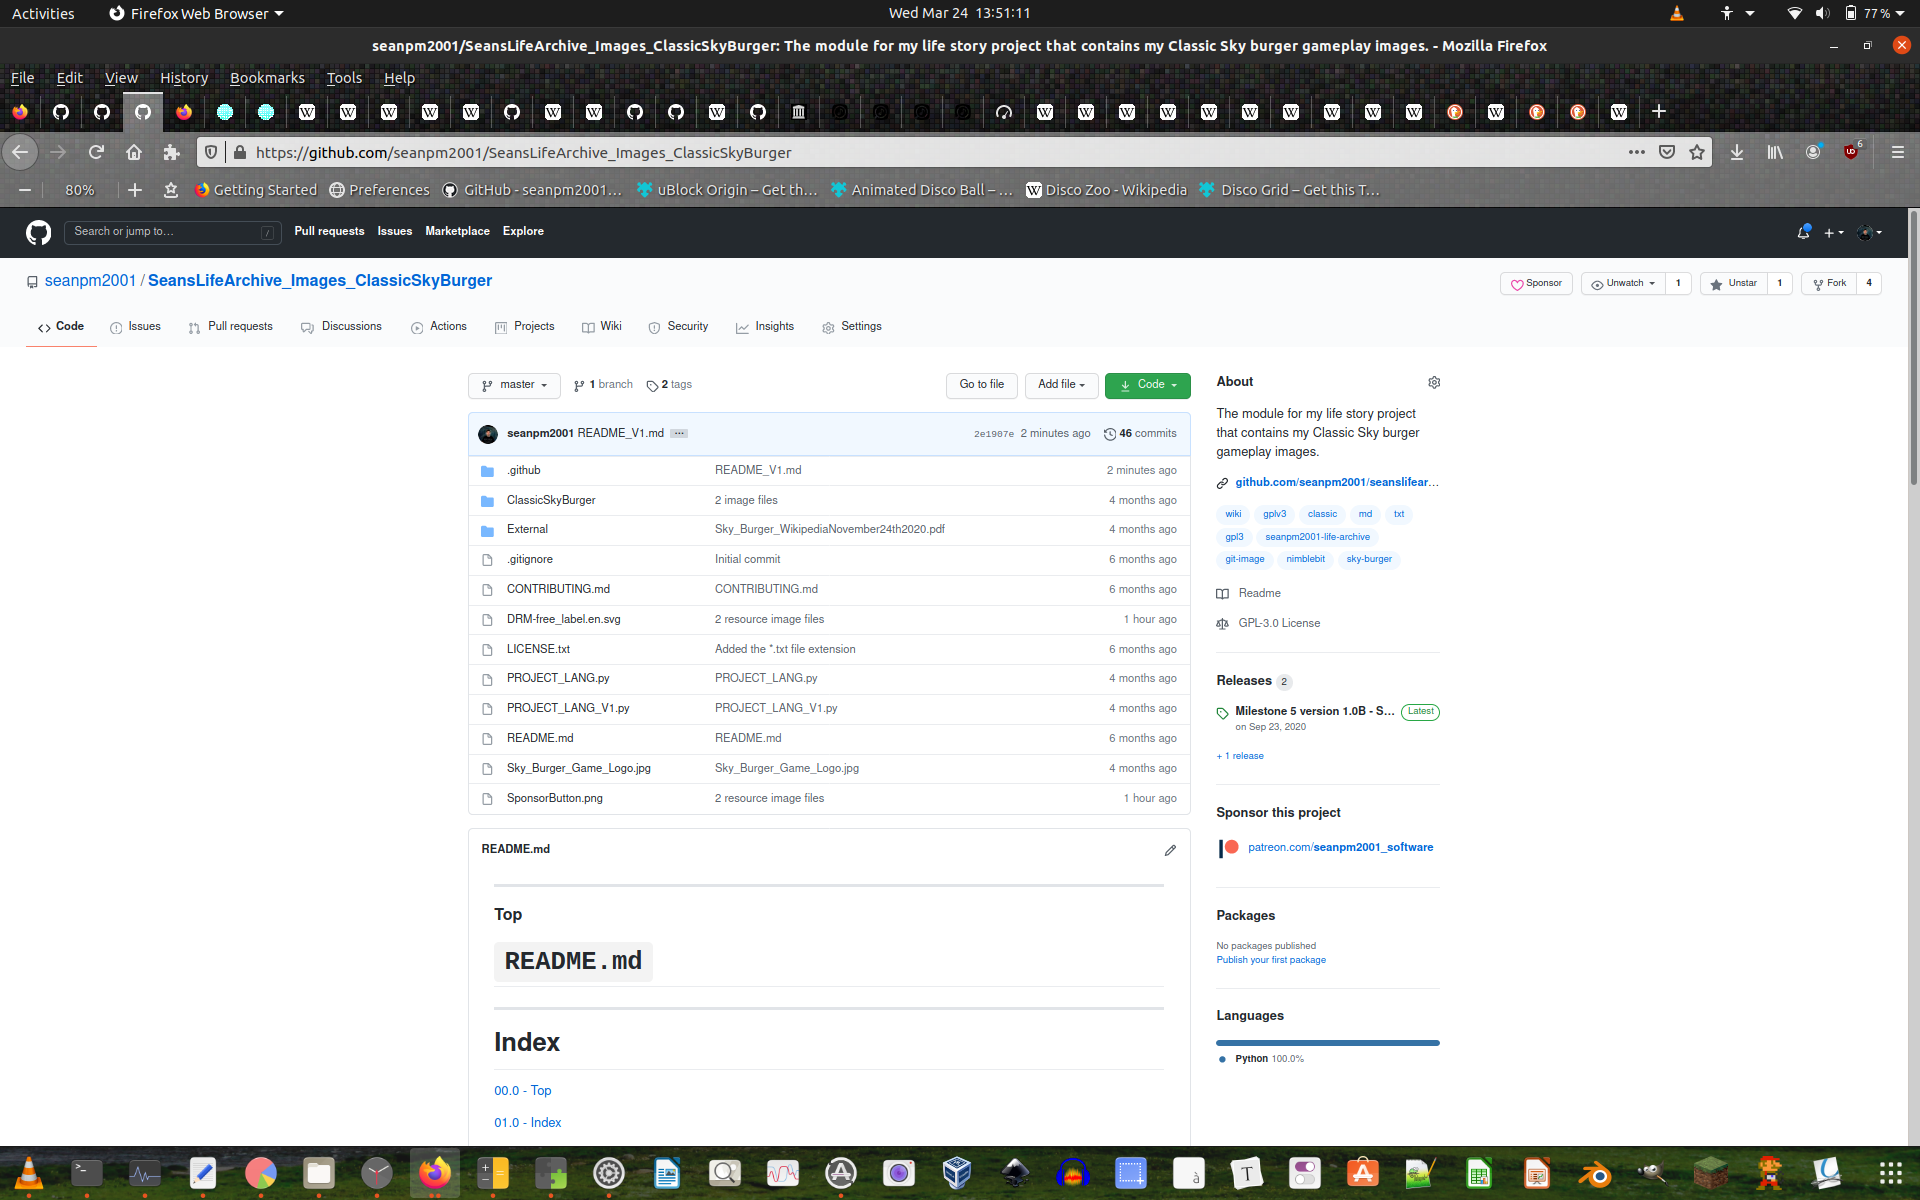 Activities Firefox Web Browser Wed Mar 24 13:51:11 77 %
seanpm2001/SeansLifeArchive_Images_ClassicSkyBurger: The module for my life story project that contains my Classic Sky burger gameplay images. - Mozilla Firefox
File Edit View History Bookmarks Tools Help
https://github.com/seanpm2001/SeansLifeArchive_Images_ClassicSkyBurger 6
80% Getting Started Preferences GitHub - seanpm2001... uBlock Origin – Get th... Animated Disco Ball – ... Disco Zoo - Wikipedia Disco Grid – Get this T...
Search or jump to... / Pull requests Issues Marketplace Explore
seanpm2001 / SeansLifeArchive_Images_ClassicSkyBurger Sponsor Unwatch 1 Unstar 1 Fork 4
Code Issues Pull requests Discussions Actions Projects Wiki Security Insights Settings
master 1 branch 2 tags Go to file Add file Code
seanpm2001 README_V1.md ... 2e1907e 2 minutes ago 46 commits
.github README_V1.md 2 minutes ago
ClassicSkyBurger 2 image files 4 months ago
External Sky_Burger_WikipediaNovember24th2020.pdf 4 months ago
.gitignore Initial commit 6 months ago
CONTRIBUTING.md CONTRIBUTING.md 6 months ago
DRM-free_label.en.svg 2 resource image files 1 hour ago
LICENSE.txt Added the *.txt file extension 6 months ago
PROJECT_LANG.py PROJECT_LANG.py 4 months ago
PROJECT_LANG_V1.py PROJECT_LANG_V1.py 4 months ago
README.md README.md 6 months ago
Sky_Burger_Game_Logo.jpg Sky_Burger_Game_Logo.jpg 4 months ago
SponsorButton.png 2 resource image files 1 hour ago
README.md
Top
README.md
Index
00.0 - Top
01.0 - Index
About
The module for my life story project
that contains my Classic Sky burger
gameplay images.
github.com/seanpm2001/seanslifear...
wiki gplv3 classic md txt
gpl3 seanpm2001-life-archive
git-image nimblebit sky-burger
Readme
GPL-3.0 License
Releases 2
Milestone 5 version 1.0B - S... Latest
on Sep 23, 2020
+ 1 release
Sponsor this project
patreon.com/seanpm2001_software
Packages
No packages published
Publish your first package
Languages
Python 100.0%